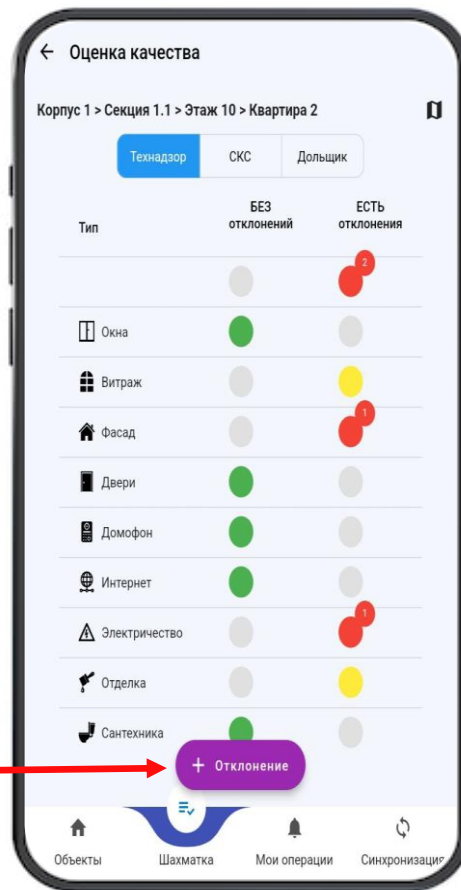 Оценка качества
Корпус 1 > Секция 1.1 > Этаж 10 > Квартира 2
Технадзор СКС Дольщик
Тип БЕЗ отклонений ЕСТЬ отклонения
2
Окна
Витраж
1
Фасад
Двери
Домофон
Интернет
1
Электричество
Отделка
Сантехника
+ Отклонение
Объекты Шахматка Мои операции Синхронизация